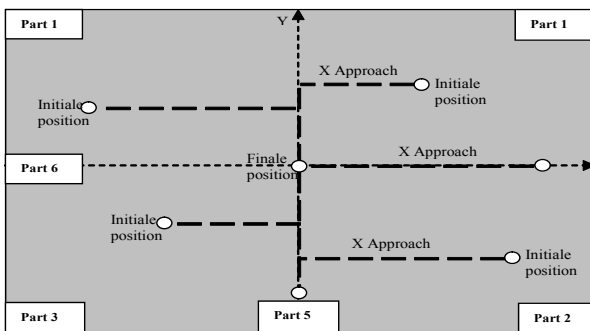 Part 1
Y
Part 1
X Approach
Initiale
position
Initiale
position
Part 6
Finale
position
X Approach
Initiale
position
X Approach
Initiale
position
Part 3
Part 5
Part 2